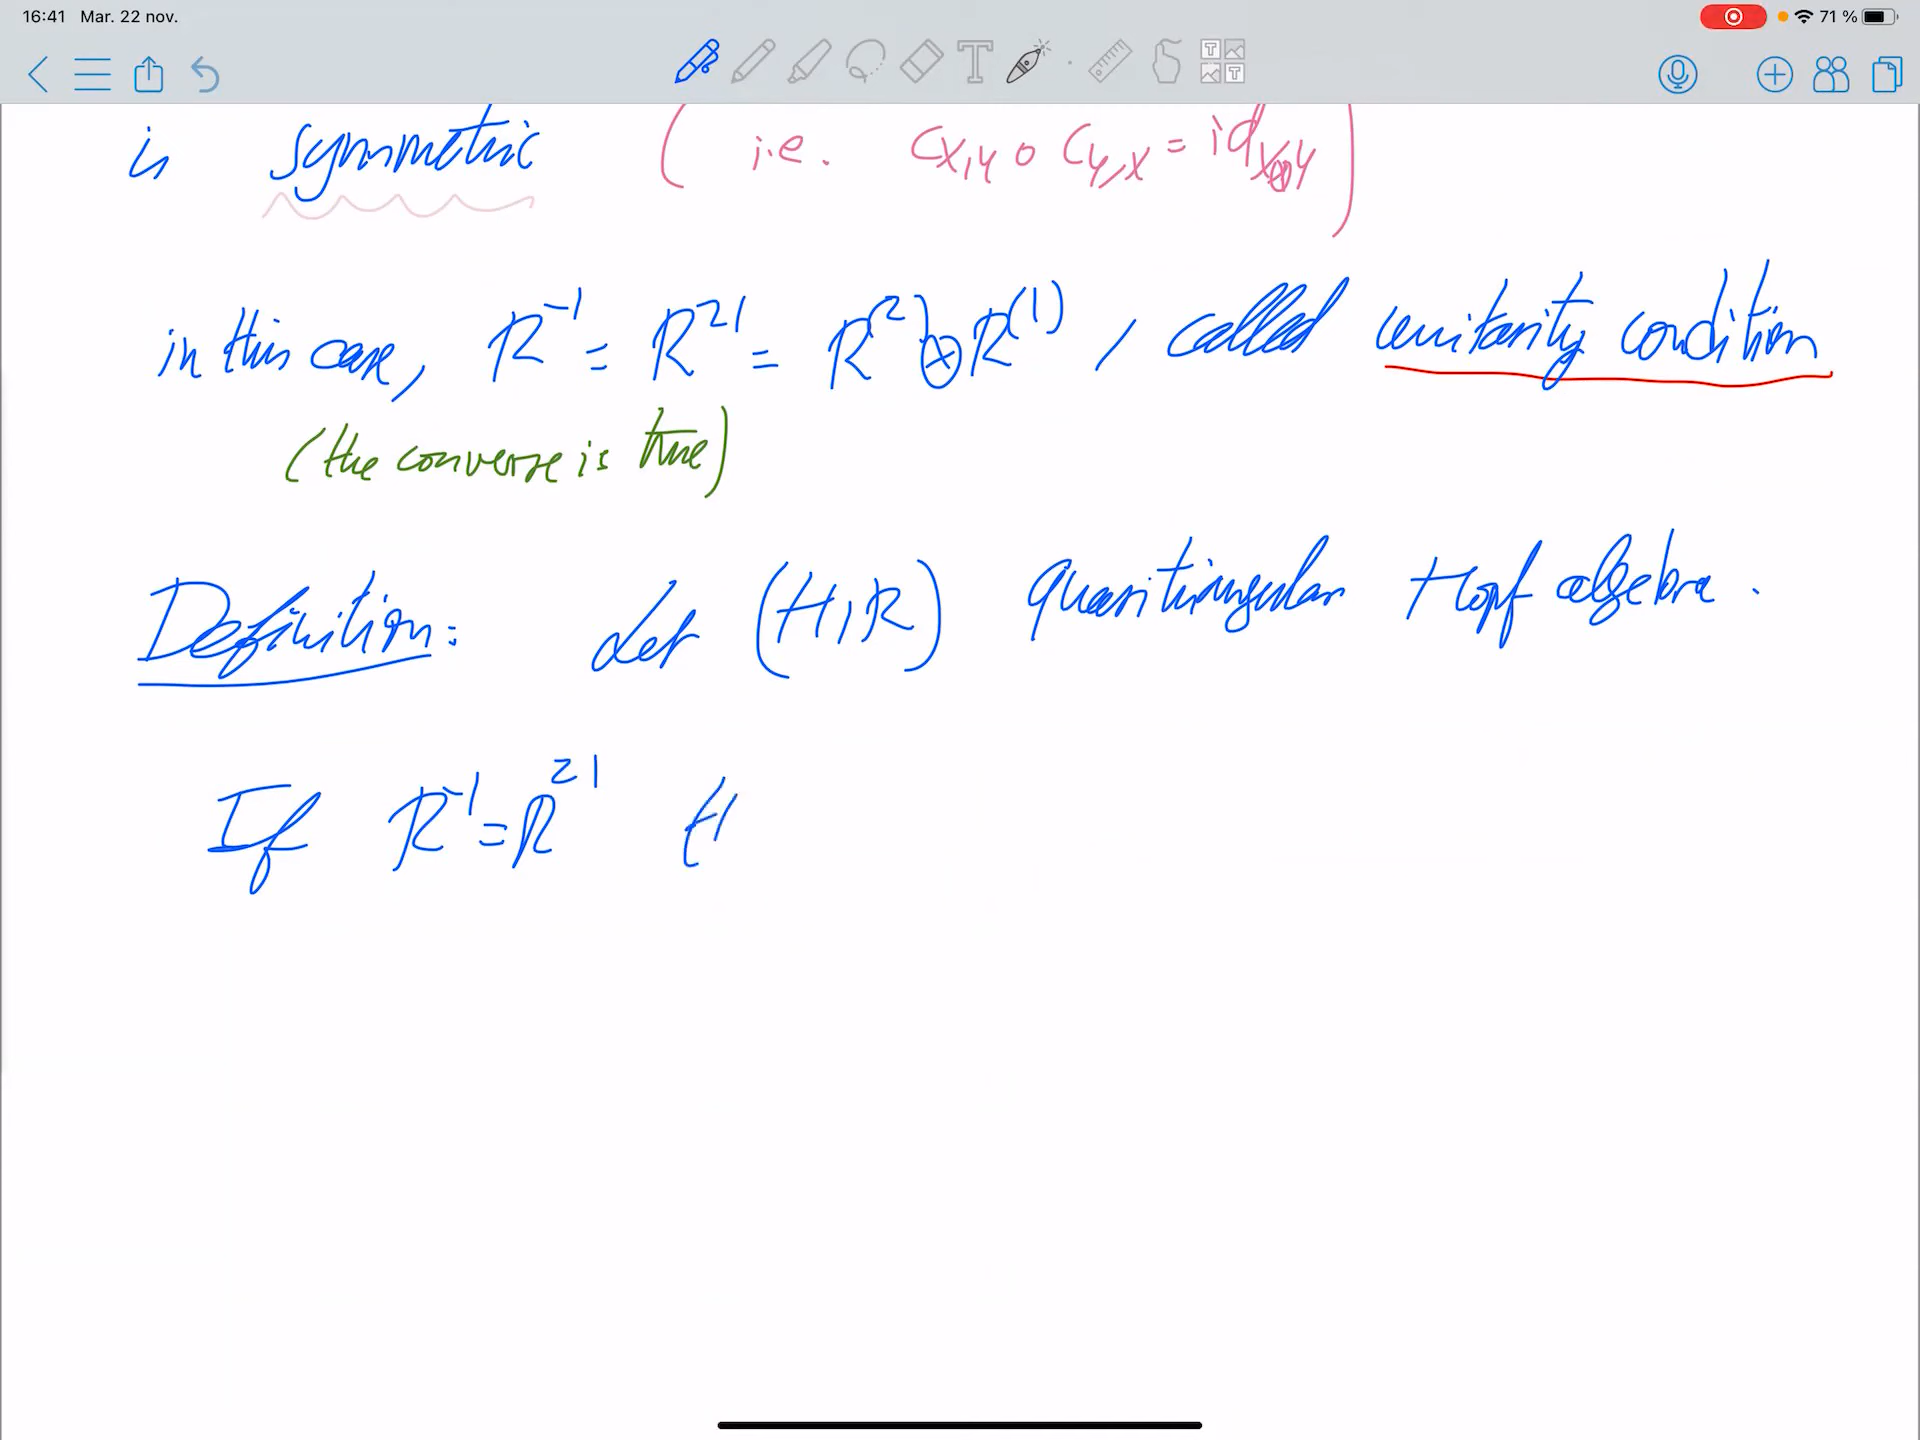 16:41 Mar. 22 nov. 71 %
is symmetric ( i.e. c_{X,Y} ∘ c_{Y,X} = id_{X⊗Y} )
in this case, R^{-1} = R^{21} = R^{(2)} ⊗ R^{(1)}, called unitarity condition
(the converse is true)
Definition: Let (H,R) quasitriangular Hopf algebra.
If R^{-1} = R^{21} (H